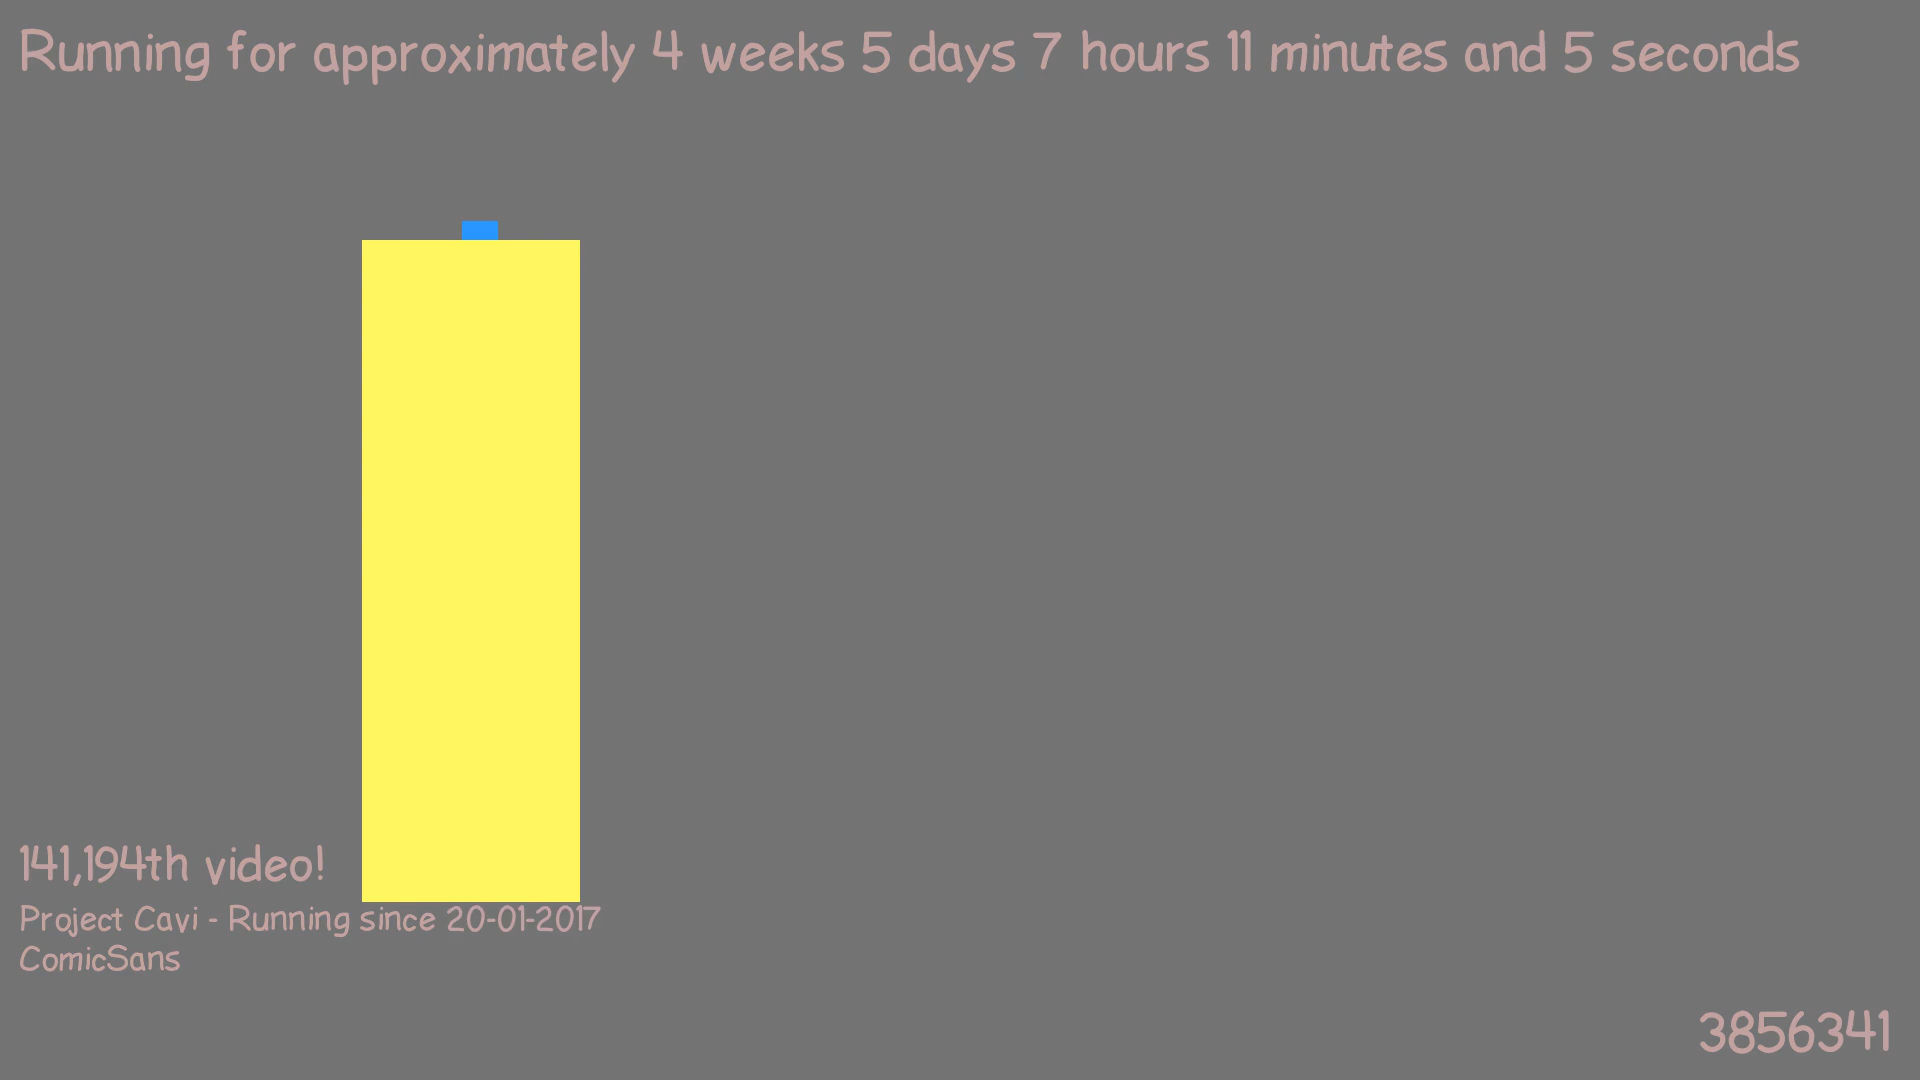 Running for approximately 4 weeks 5 days 7 hours 11 minutes and 5 seconds
141,194th video!
Project Cavi - Running since 20-01-2017
ComicSans
3856341